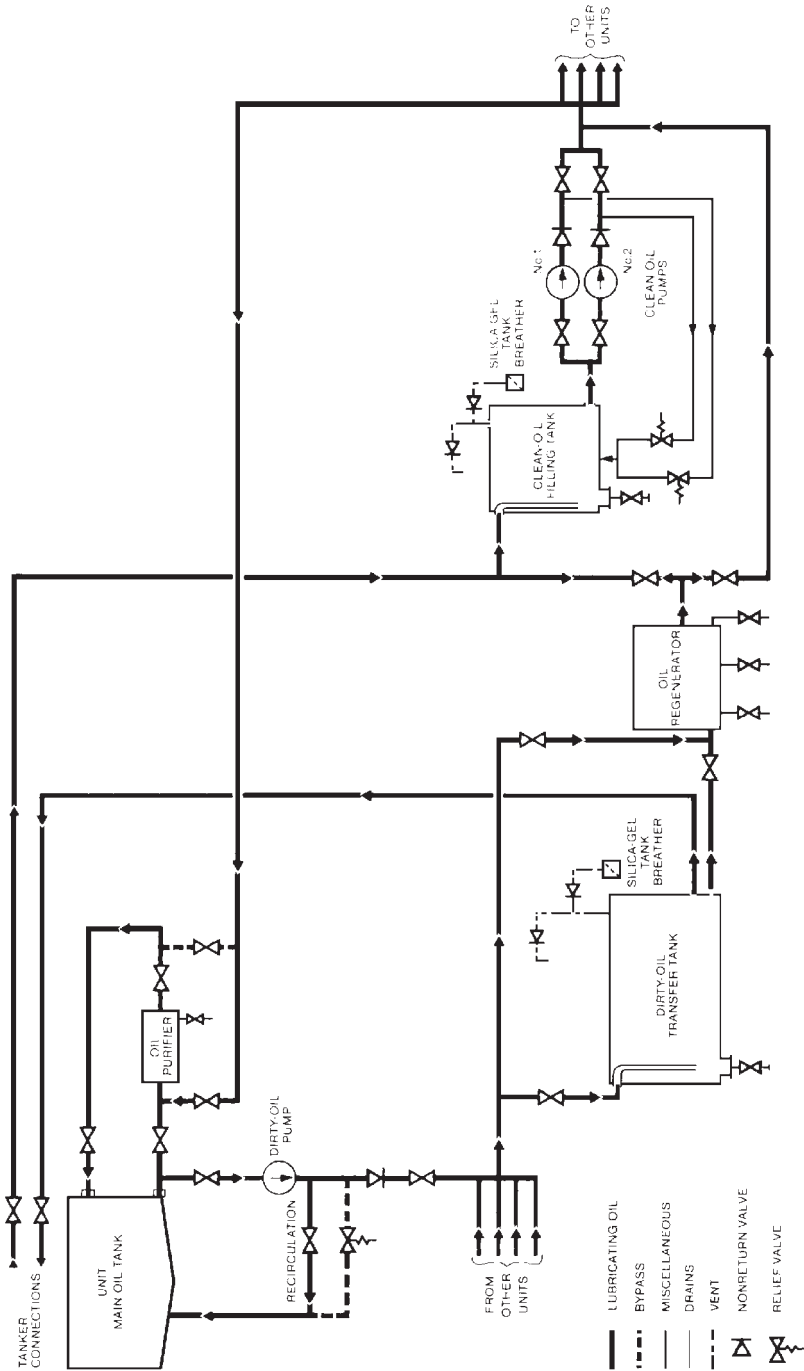 TANKER
CONNECTIONS
UNIT
MAIN OIL TANK
OIL
PURIFIER
DIRTY-OIL
PUMP
RECIRCULATION
FROM
OTHER
UNITS
SILICA-GEL
TANK
BREATHER
DIRTY-OIL
TRANSFER TANK
OIL
REGENERATOR
SILICA-GEL
TANK
BREATHER
CLEAN-OIL
FILLING TANK
No.1
No.2
CLEAN OIL
PUMPS
TO
OTHER
UNITS
LUBRICATING OIL
BYPASS
MISCELLANEOUS
DRAINS
VENT
NONRETURN VALVE
RELIEF VALVE